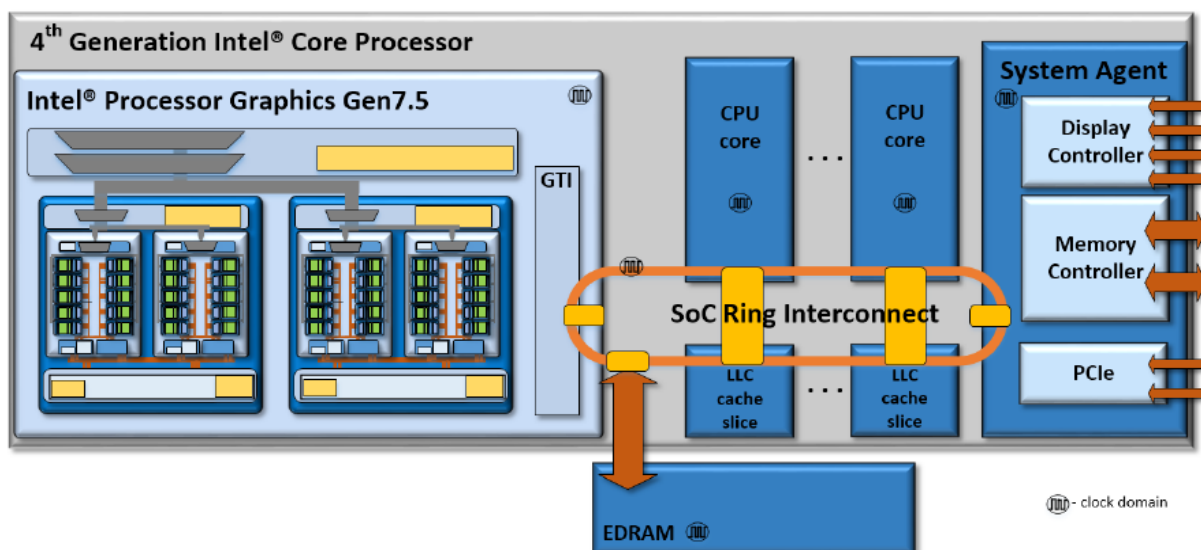 4th Generation Intel® Core Processor
Intel® Processor Graphics Gen7.5
GTI
CPU
core
...
CPU
core
System Agent
Display
Controller
Memory
Controller
PCIe
SoC Ring Interconnect
LLC
cache
slice
...
LLC
cache
slice
EDRAM
- clock domain